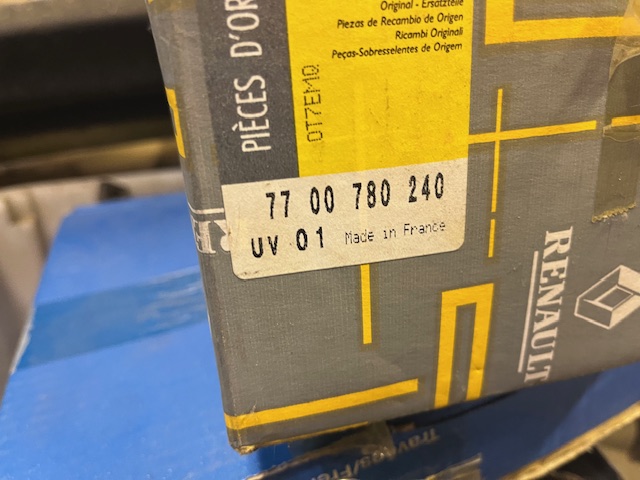 Original - Ersatzteile
Piezas de Recambio de Origen
Ricambi Originali
Peças-Sobresselentes de Origem
PIÈCES D'OR
OT7EMQ
77 00 780 240
UV 01 Made in France
RENAULT